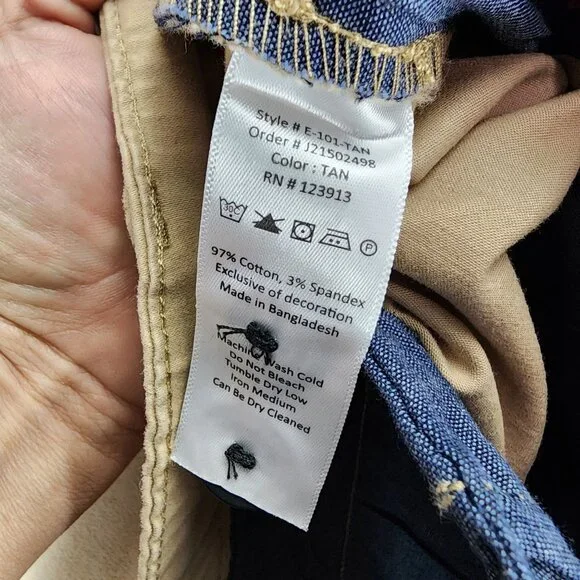 Style # E-101-TAN
Order # J21502498
Color : TAN
RN # 123913
30
P
97% Cotton, 3% Spandex
Exclusive of decoration
Made in Bangladesh
Machine Wash Cold
Do Not Bleach
Tumble Dry Low
Iron Medium
Can Be Dry Cleaned